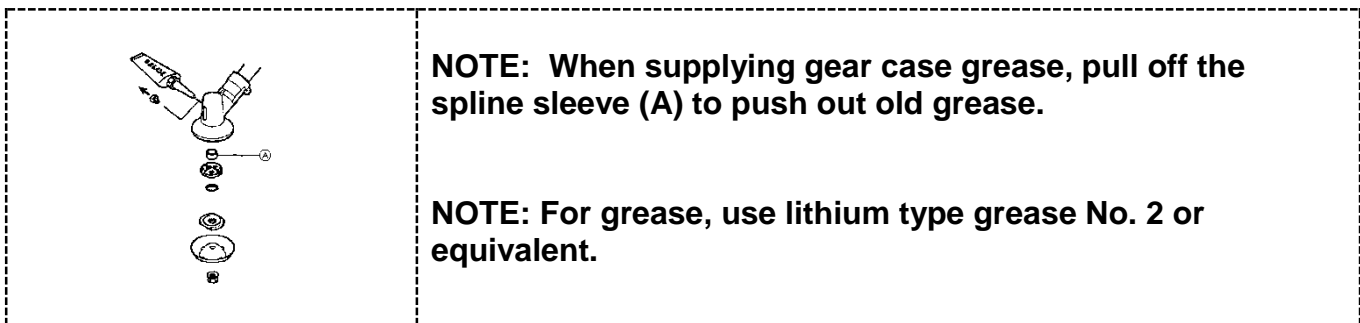 NOTE:  When supplying gear case grease, pull off the
spline sleeve (A) to push out old grease.
A
NOTE: For grease, use lithium type grease No. 2 or
equivalent.